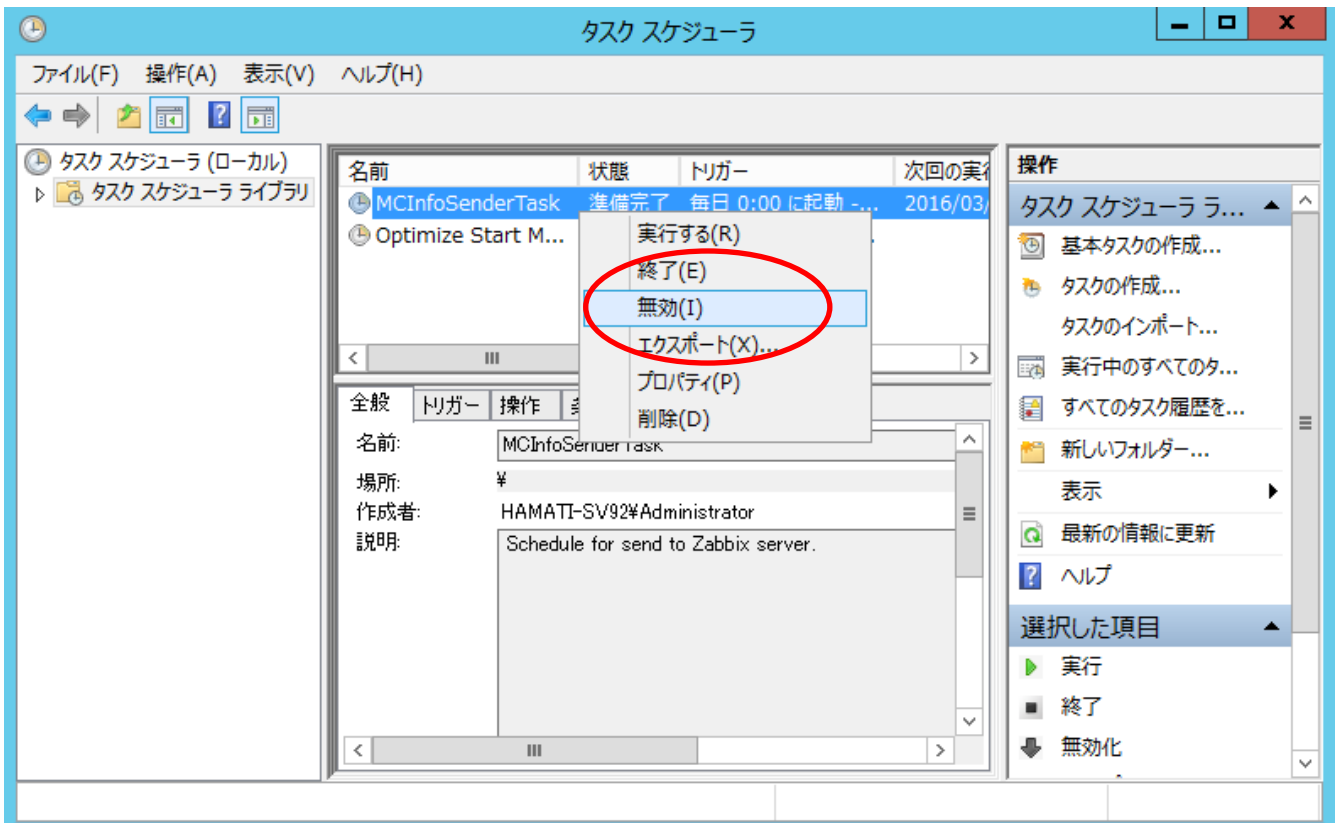 タスク スケジューラ
ファイル(F) 操作(A) 表示(V) ヘルプ(H)
タスク スケジューラ (ローカル)
タスク スケジューラ ライブラリ
名前 状態 トリガー 次回の実行
MCInfoSenderTask 準備完了 毎日 0:00 に起動 -... 2016/03/
Optimize Start M...
実行する(R)
終了(E)
無効(I)
エクスポート(X)...
プロパティ(P)
削除(D)
全般 トリガー 操作
名前: MCInfoSenderTask
場所: ¥
作成者: HAMATI-SV92¥Administrator
説明: Schedule for send to Zabbix server.
操作
タスク スケジューラ ラ...
基本タスクの作成...
タスクの作成...
タスクのインポート...
実行中のすべてのタ...
すべてのタスク履歴を...
新しいフォルダー...
表示
最新の情報に更新
ヘルプ
選択した項目
実行
終了
無効化